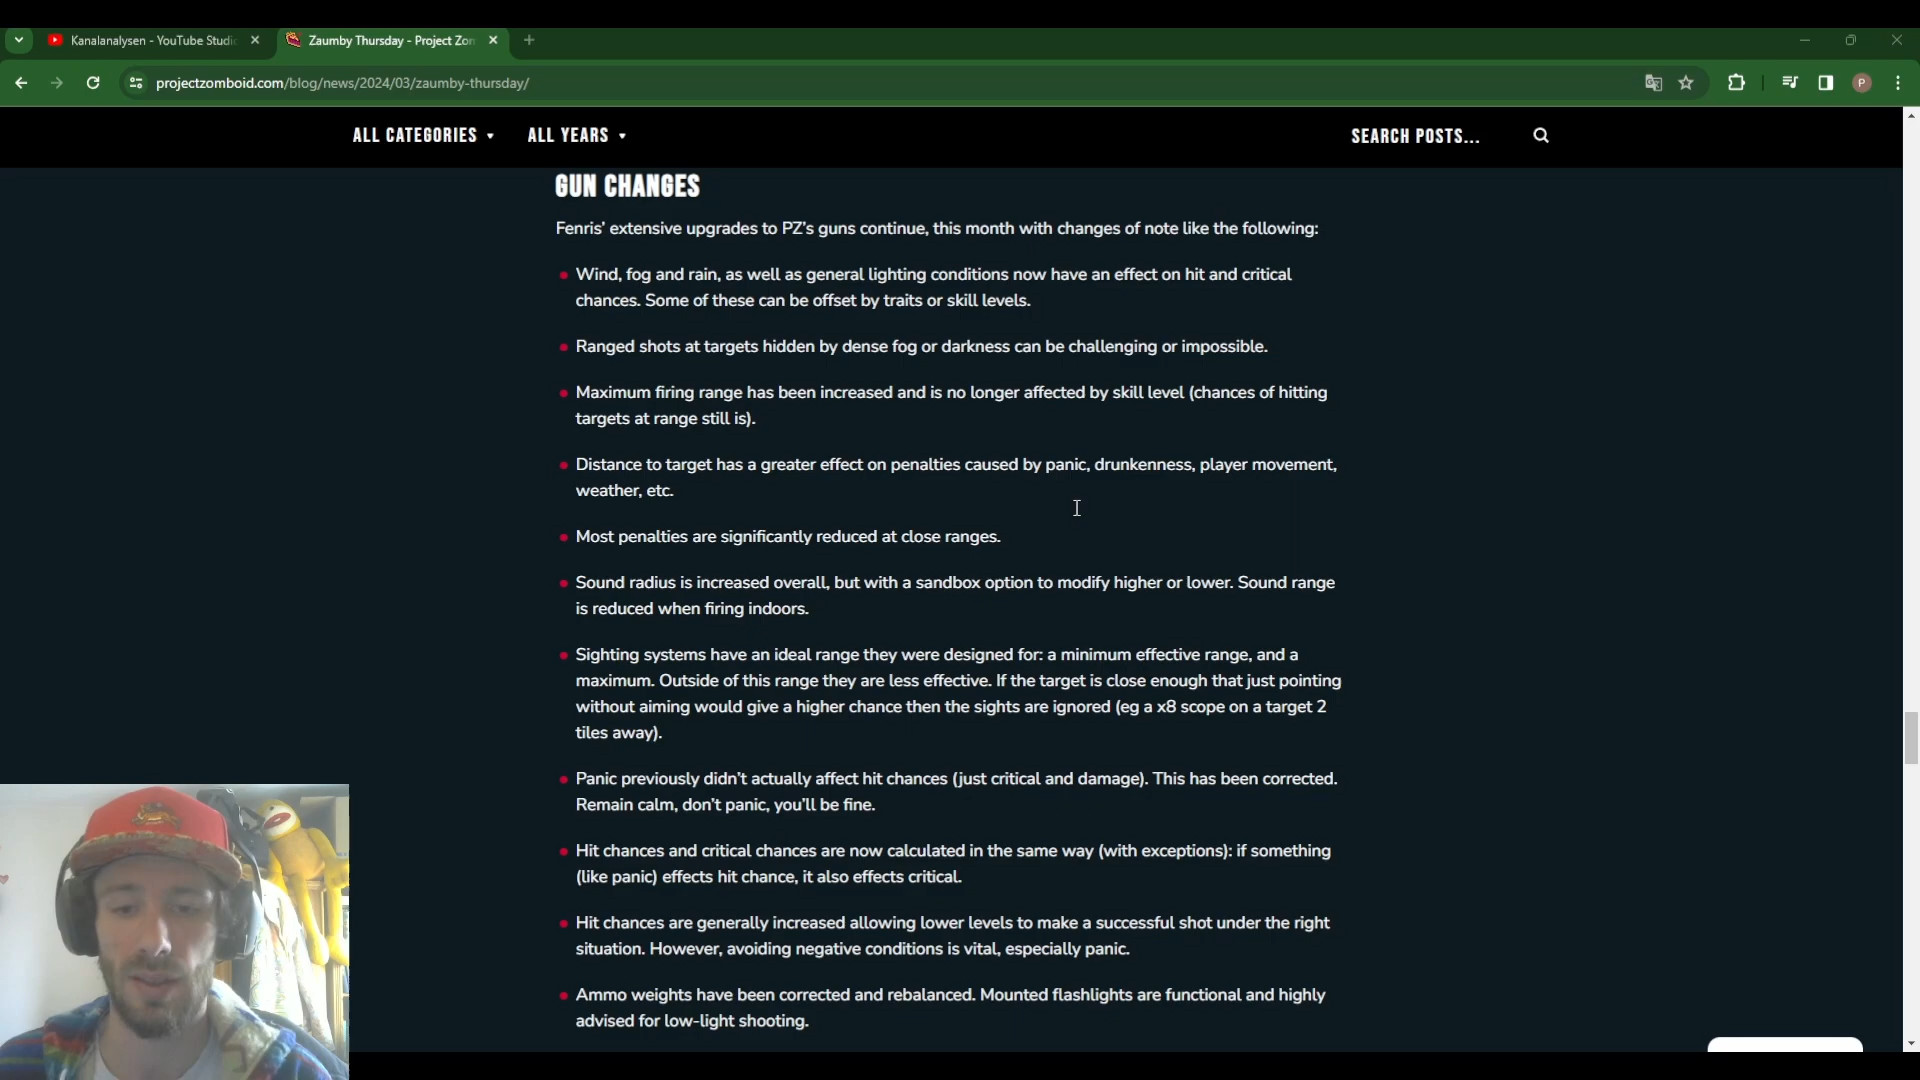 Kanalanalysen - YouTube Studi
Zaumby Thursday - Project Zon
projectzomboid.com/blog/news/2024/03/zaumby-thursday/
P
ALL CATEGORIES
ALL YEARS
SEARCH POSTS...
GUN CHANGES
Fenris’ extensive upgrades to PZ’s guns continue, this month with changes of note like the following:
Wind, fog and rain, as well as general lighting conditions now have an effect on hit and critical
chances. Some of these can be offset by traits or skill levels.
Ranged shots at targets hidden by dense fog or darkness can be challenging or impossible.
Maximum firing range has been increased and is no longer affected by skill level (chances of hitting
targets at range still is).
Distance to target has a greater effect on penalties caused by panic, drunkenness, player movement,
weather, etc.
Most penalties are significantly reduced at close ranges.
Sound radius is increased overall, but with a sandbox option to modify higher or lower. Sound range
is reduced when firing indoors.
Sighting systems have an ideal range they were designed for: a minimum effective range, and a
maximum. Outside of this range they are less effective. If the target is close enough that just pointing
without aiming would give a higher chance then the sights are ignored (eg a x8 scope on a target 2
tiles away).
Panic previously didn’t actually affect hit chances (just critical and damage). This has been corrected.
Remain calm, don’t panic, you’ll be fine.
Hit chances and critical chances are now calculated in the same way (with exceptions): if something
(like panic) effects hit chance, it also effects critical.
Hit chances are generally increased allowing lower levels to make a successful shot under the right
situation. However, avoiding negative conditions is vital, especially panic.
Ammo weights have been corrected and rebalanced. Mounted flashlights are functional and highly
advised for low-light shooting.